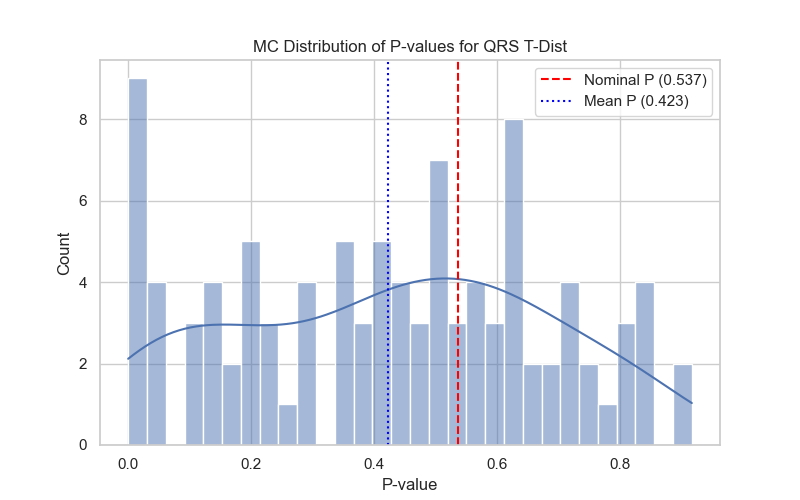 MC Distribution of P-values for QRS T-Dist
Nominal P (0.537)
Mean P (0.423)
Count
8
6
4
2
0
0.0 0.2 0.4 0.6 0.8
P-value